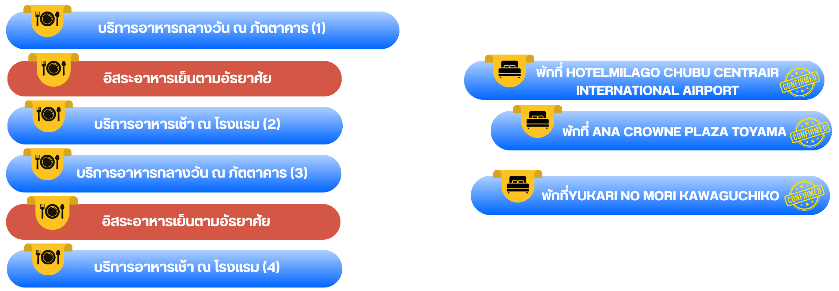 บริการอาหารกลางวัน ณ ภัตตาคาร (1)
อิสระอาหารเย็นตามอัธยาศัย
บริการอาหารเช้า ณ โรงแรม (2)
บริการอาหารกลางวัน ณ ภัตตาคาร (3)
อิสระอาหารเย็นตามอัธยาศัย
บริการอาหารเช้า ณ โรงแรม (4)
พักที่ HOTELMILAGO CHUBU CENTRAIR
INTERNATIONAL AIRPORT
CONFIRMED
พักที่ ANA CROWNE PLAZA TOYAMA
CONFIRMED
พักที่YUKARI NO MORI KAWAGUCHIKO
CONFIRMED